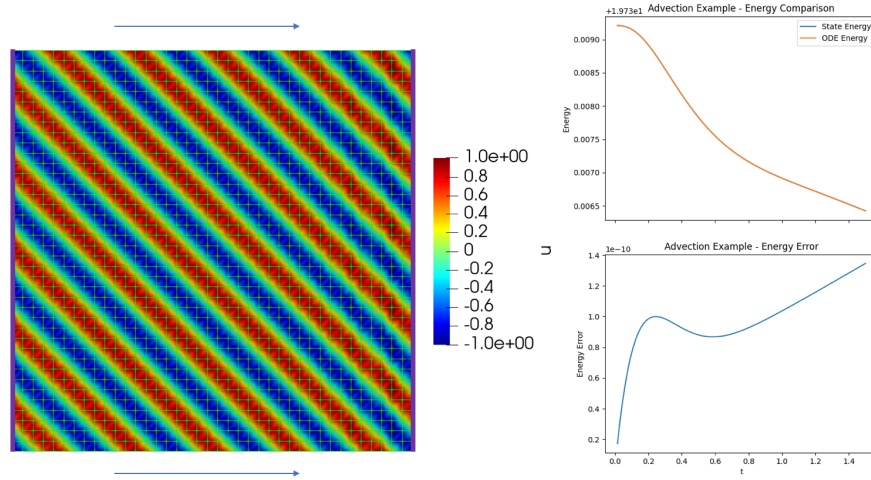 1.0e+00
0.8
0.6
0.4
0.2
0
-0.2
-0.4
-0.6
-0.8
-1.0e+00
u
Advection Example - Energy Comparison
+1.973e1
State Energy
ODE Energy
0.0090
0.0085
0.0080
0.0075
0.0070
0.0065
Energy
Advection Example - Energy Error
1e-10
1.4
1.2
1.0
0.8
0.6
0.4
0.2
Energy Error
0.0 0.2 0.4 0.6 0.8 1.0 1.2 1.4
t